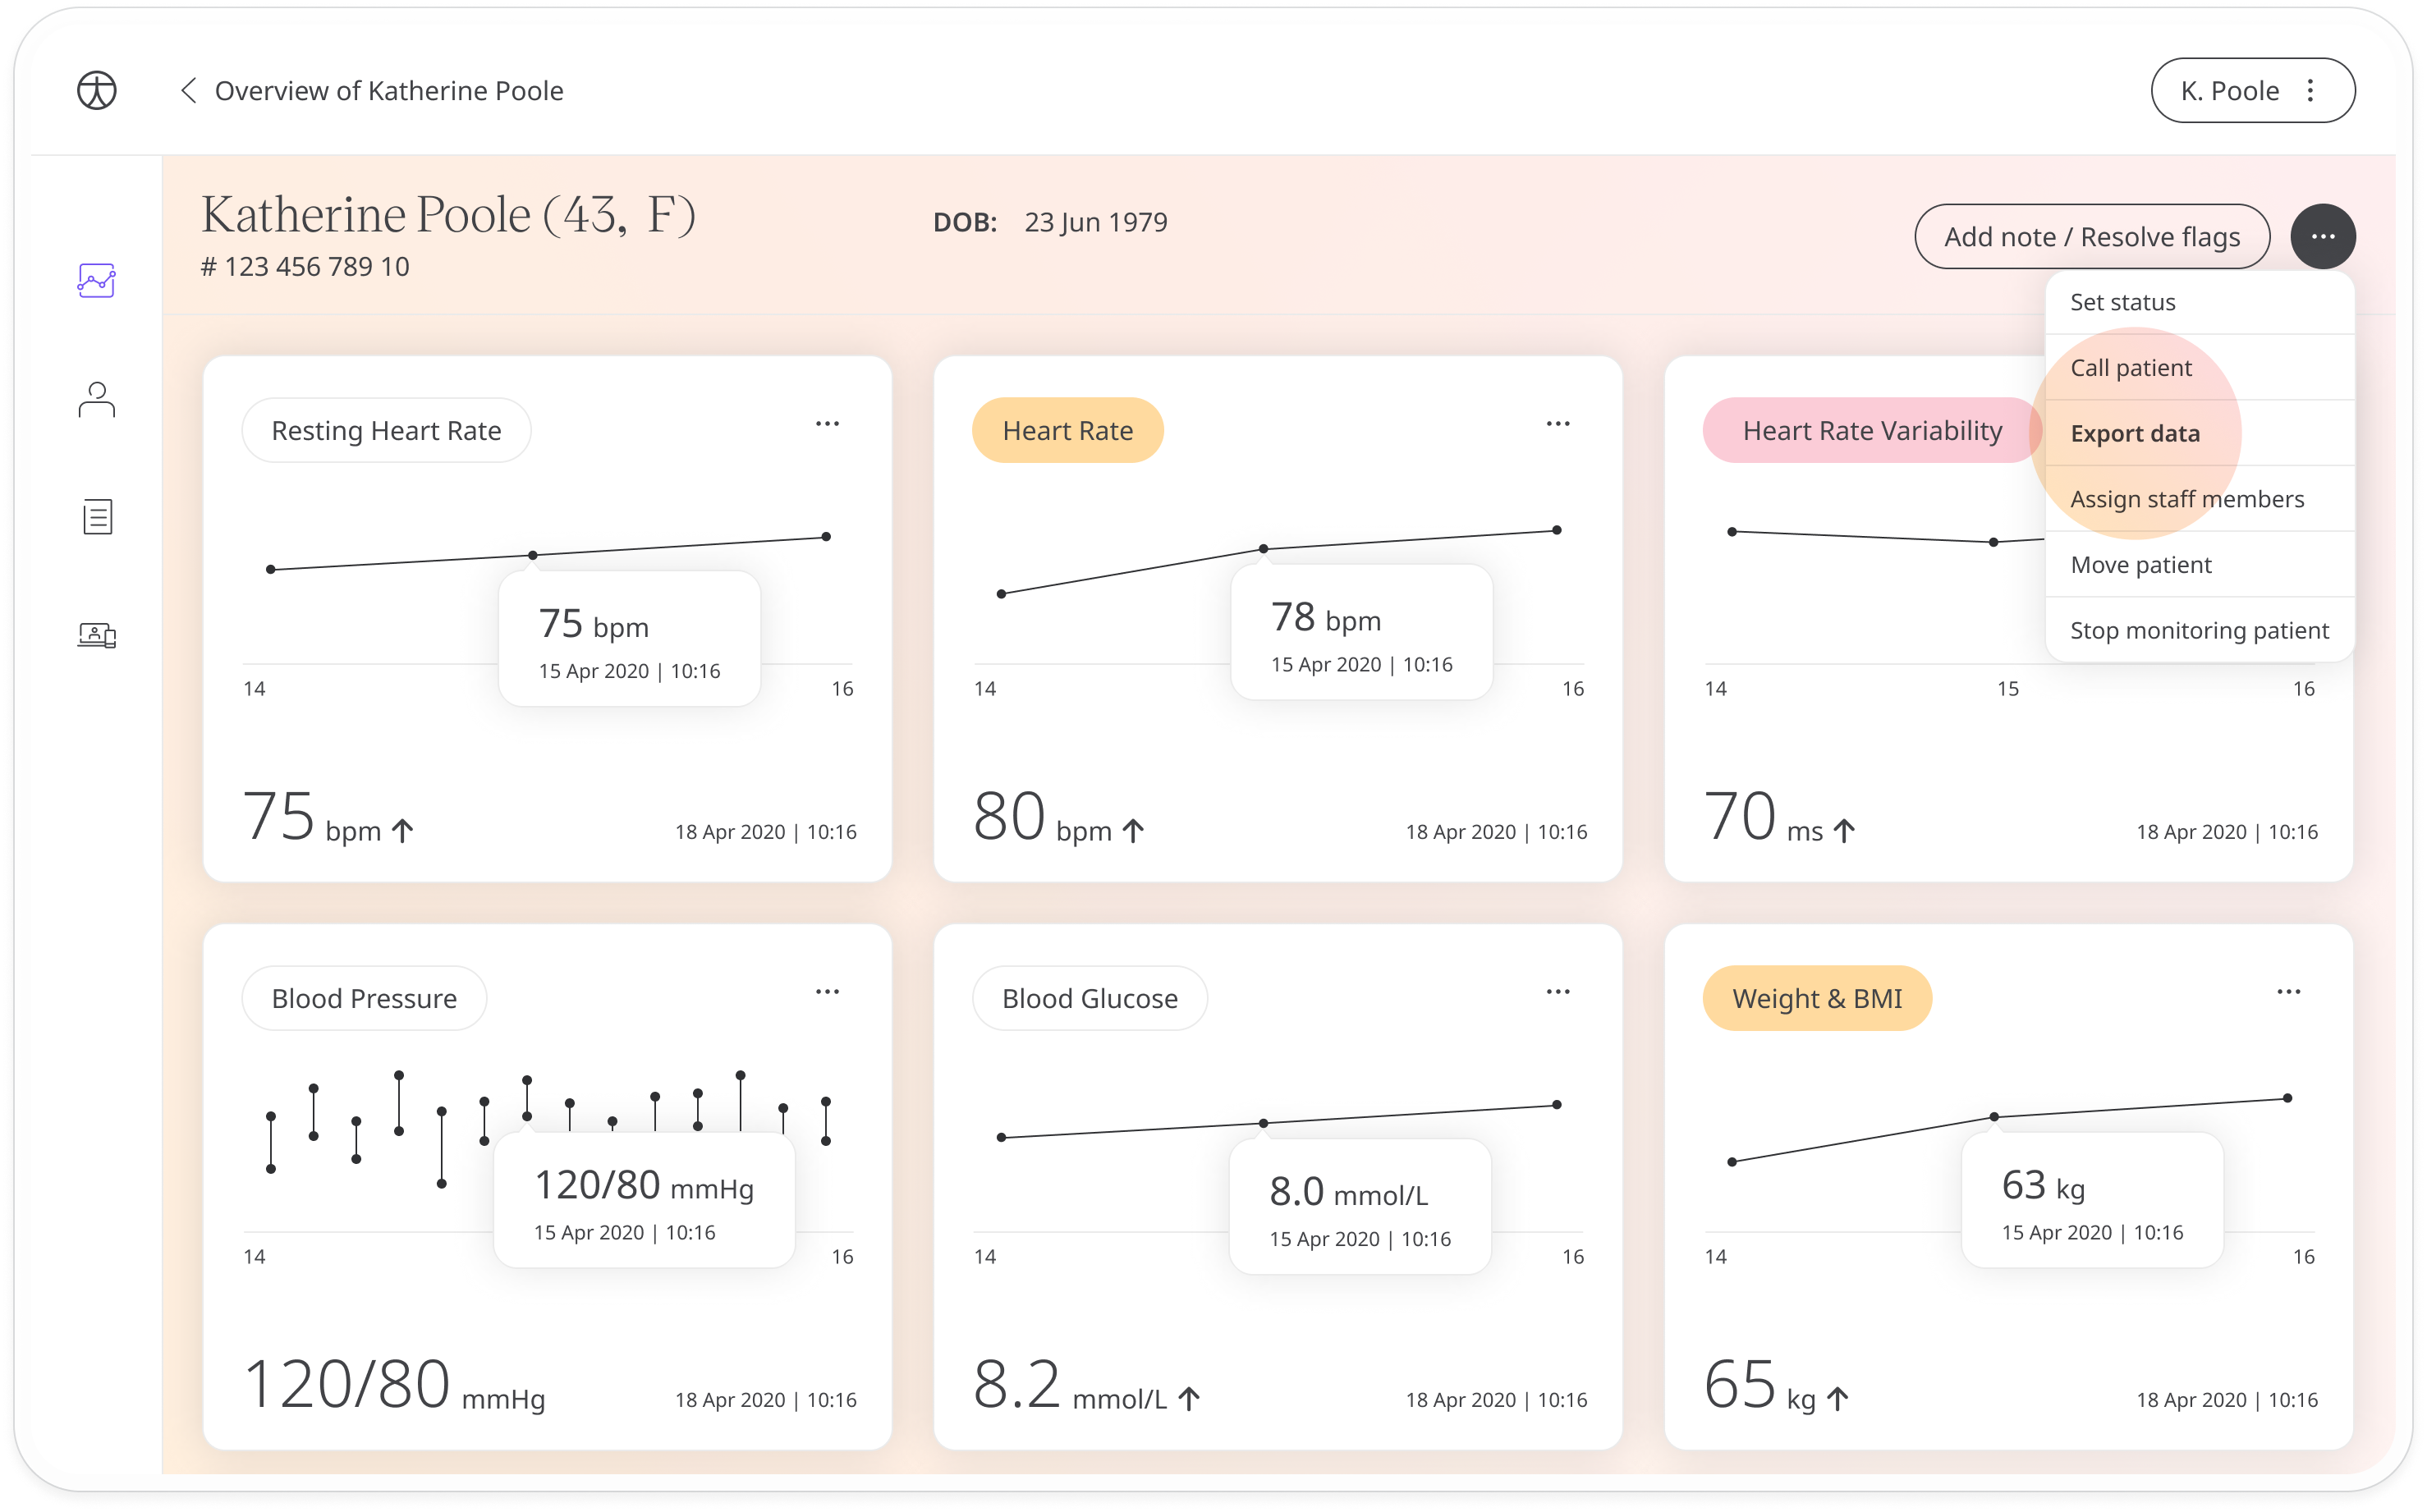 Overview of Katherine Poole
K. Poole
Katherine Poole (43, F)
# 123 456 789 10
DOB: 23 Jun 1979
Add note / Resolve flags
Set status
Call patient
Export data
Assign staff members
Move patient
Stop monitoring patient
Resting Heart Rate
75 bpm
15 Apr 2020 | 10:16
14
16
75 bpm
18 Apr 2020 | 10:16
Heart Rate
78 bpm
15 Apr 2020 | 10:16
14
16
80 bpm
18 Apr 2020 | 10:16
Heart Rate Variability
14
15
16
70 ms
18 Apr 2020 | 10:16
Blood Pressure
120/80 mmHg
15 Apr 2020 | 10:16
14
16
120/80 mmHg
18 Apr 2020 | 10:16
Blood Glucose
8.0 mmol/L
15 Apr 2020 | 10:16
14
16
8.2 mmol/L
18 Apr 2020 | 10:16
Weight & BMI
63 kg
15 Apr 2020 | 10:16
14
16
65 kg
18 Apr 2020 | 10:16